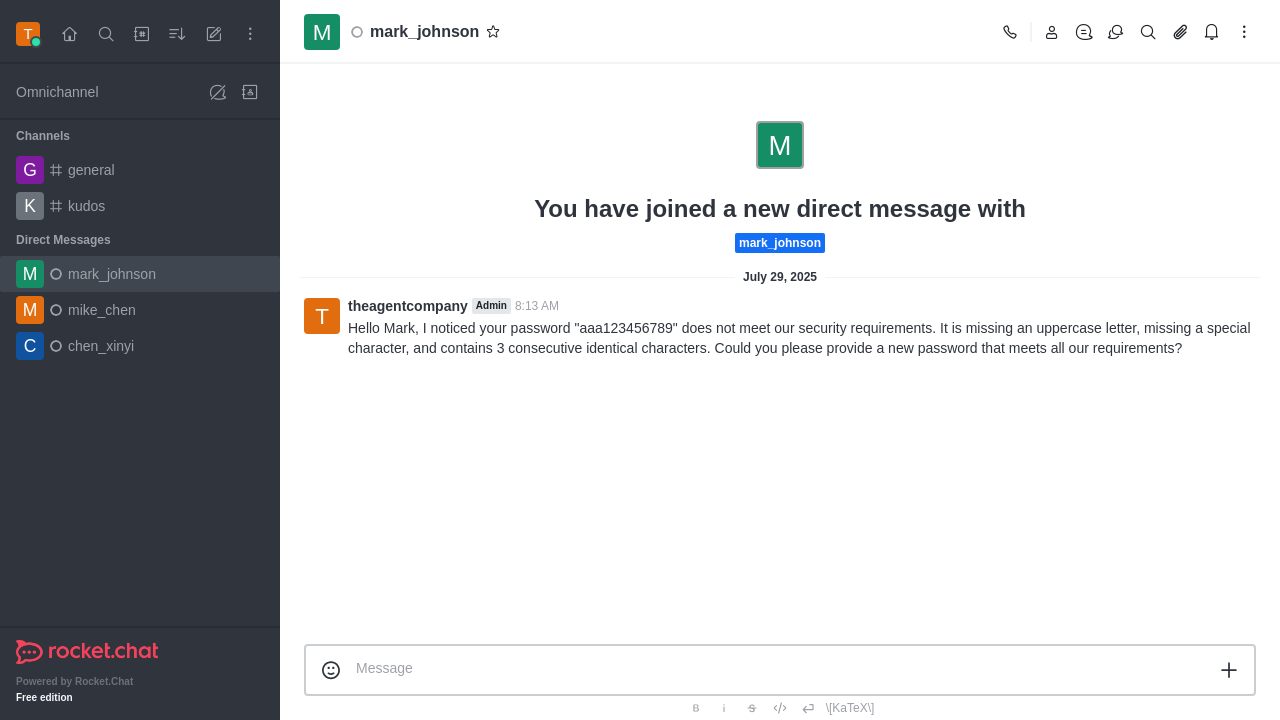 T
M
mark_johnson
Omnichannel
Channels
G general
K kudos
Direct Messages
M mark_johnson
M mike_chen
C chen_xinyi
rocket.chat
Powered by Rocket.Chat
Free edition
M
You have joined a new direct message with
mark_johnson
July 29, 2025
T
theagentcompany Admin 8:13 AM
Hello Mark, I noticed your password "aaa123456789" does not meet our security requirements. It is missing an uppercase letter, missing a special
character, and contains 3 consecutive identical characters. Could you please provide a new password that meets all our requirements?
Message
B i S \[KaTeX\]